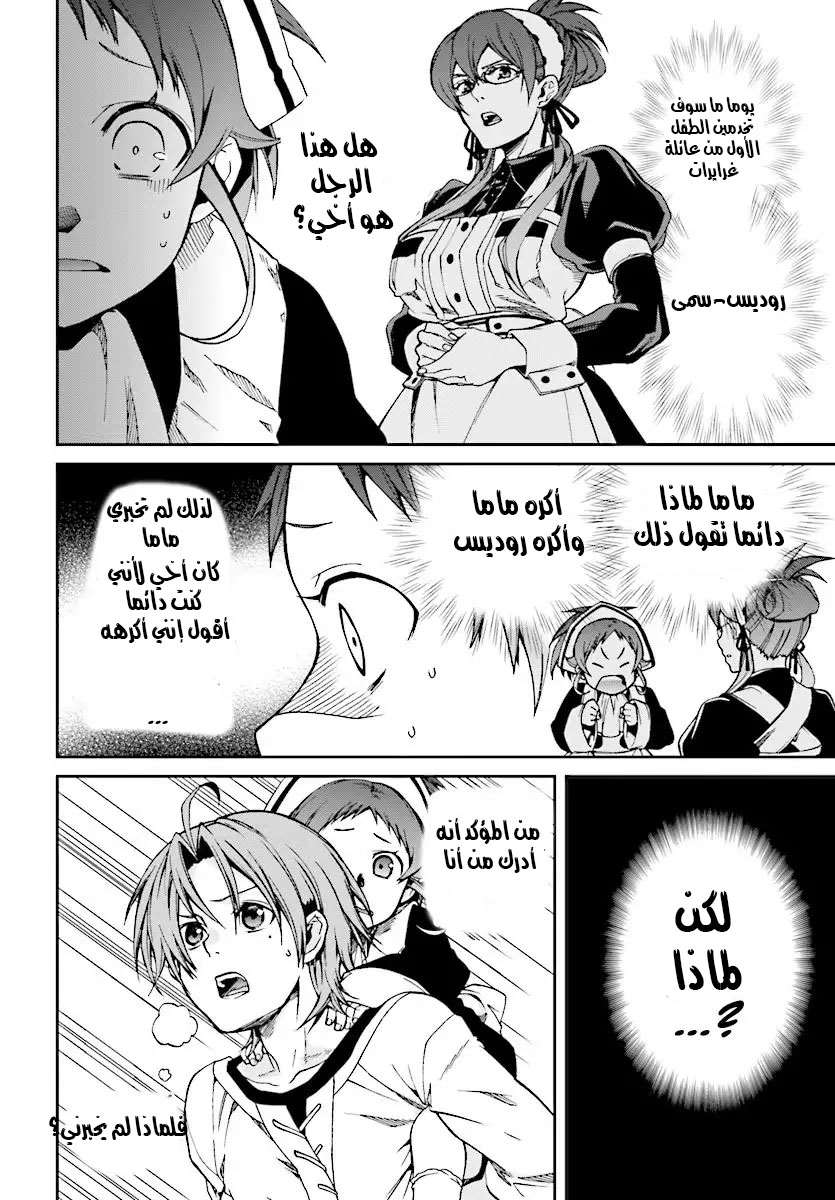 يوما ما سوف
تخدمين الطفل
الأول من عائلة
غرايرات
روديس-سمى
هل هذا
الرجل
هو أخي؟
ماما لماذا
دائما تقول ذلك
أكره ماما
وأكره روديس
لذلك لم تخبري
ماما
كان أخي لأنني
كنت دائما
أقول إنني أكرهه
...
لكن
لماذا
؟...
من المؤكد أنه
أدرك من أنا
فلماذا لم يخبرني؟